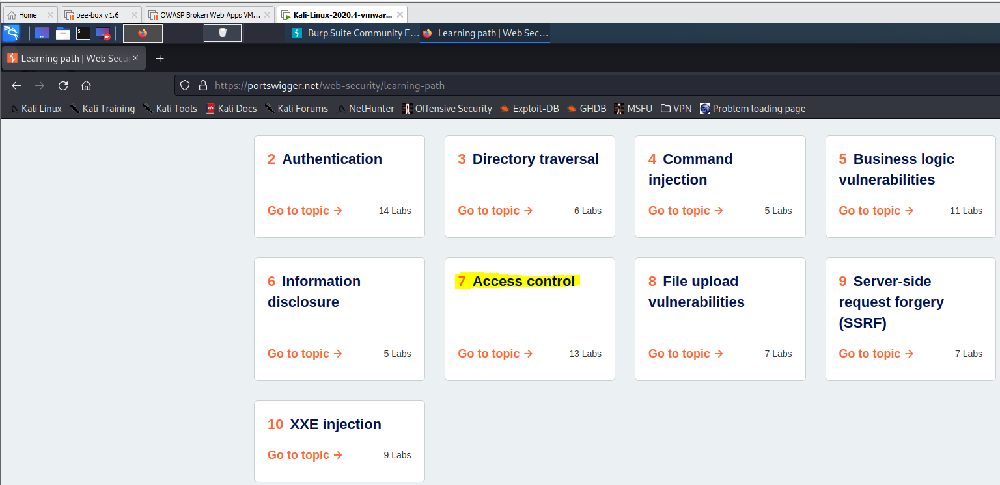 Home
bee-box v1.6
OWASP Broken Web Apps VM...
Kali-Linux-2020.4-vmwar...
Burp Suite Community E...
Learning path | Web Sec...
Learning path | Web Secu
https://portswigger.net/web-security/learning-path
Kali Linux
Kali Training
Kali Tools
Kali Docs
Kali Forums
NetHunter
Offensive Security
Exploit-DB
GHDB
MSFU
VPN
Problem loading page
2 Authentication
Go to topic →
14 Labs
3 Directory traversal
Go to topic →
6 Labs
4 Command
injection
Go to topic →
5 Labs
5 Business logic
vulnerabilities
Go to topic →
11 Labs
6 Information
disclosure
Go to topic →
5 Labs
7 Access control
Go to topic →
13 Labs
8 File upload
vulnerabilities
Go to topic →
7 Labs
9 Server-side
request forgery
(SSRF)
Go to topic →
7 Labs
10 XXE injection
Go to topic →
9 Labs